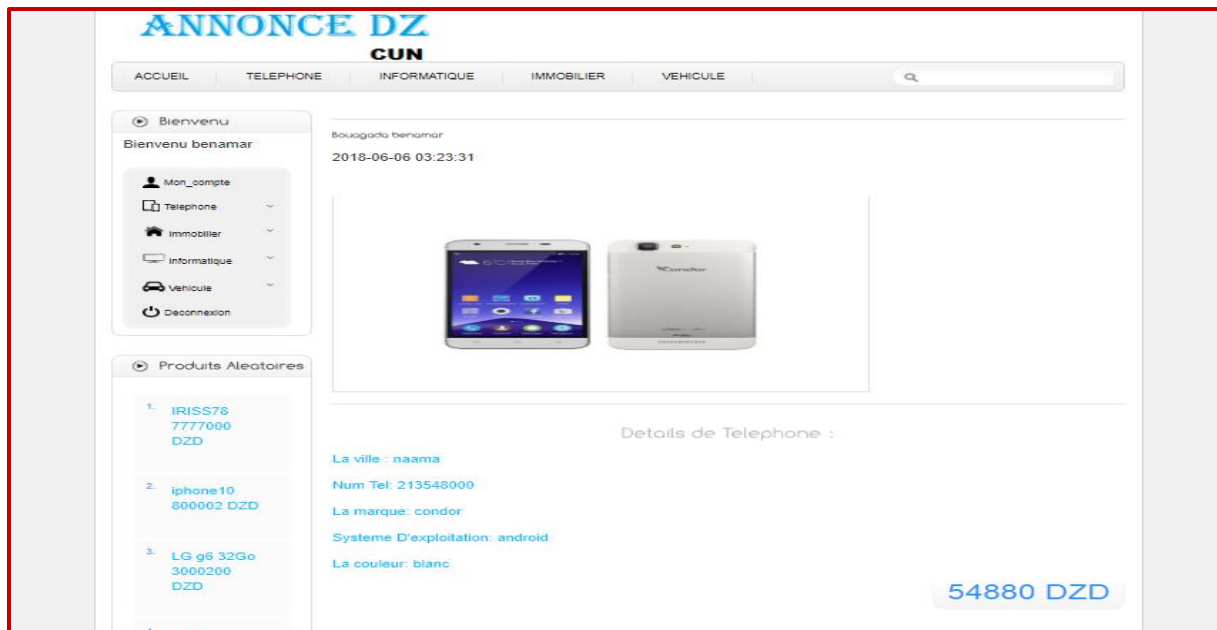 ANNONCE DZ
CUN
ACCUEIL TELEPHONE INFORMATIQUE IMMOBILIER VEHICULE
Bienvenu
Bienvenu benamar
Mon_compte
Telephone
Immobilier
Informatique
Vehicule
Deconnexion
Produits Aleatoires
1. IRISS78
7777000
DZD
2. iphone10
800002 DZD
3. LG g6 32Go
3000200
DZD
Bouagada benamar
2018-06-06 03:23:31
Condor
Details de Telephone :
La ville : naama
Num Tel: 213548000
La marque: condor
Systeme D'exploitation: android
La couleur: blanc
54880 DZD